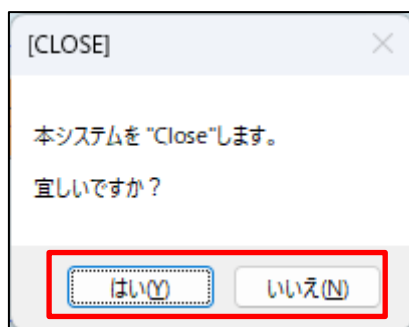 [CLOSE]
本システムを "Close"します。
宜しいですか？
はい(Y) いいえ(N)